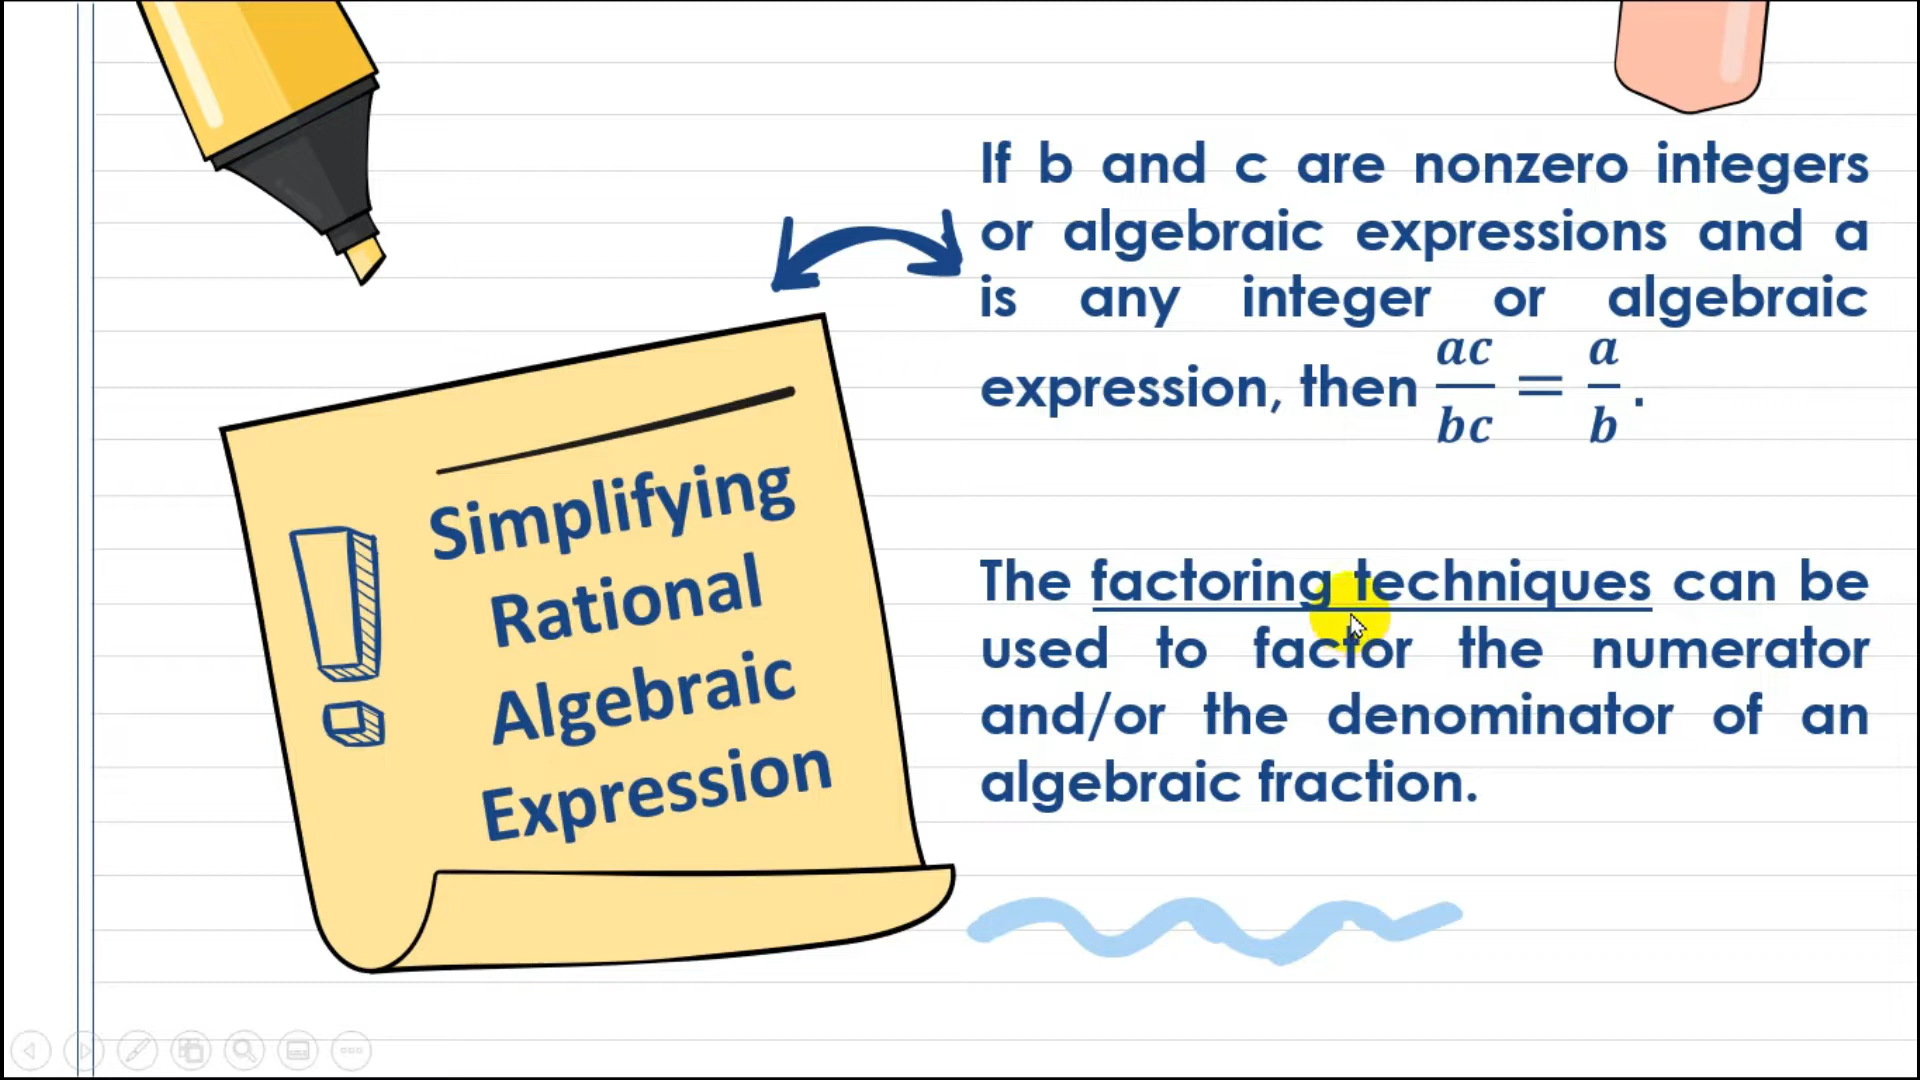 If b and c are nonzero integers
or algebraic expressions and a
is any integer or algebraic
expression, then ac/bc = a/b .
Simplifying
Rational
Algebraic
Expression
The factoring techniques can be
used to factor the numerator
and/or the denominator of an
algebraic fraction.